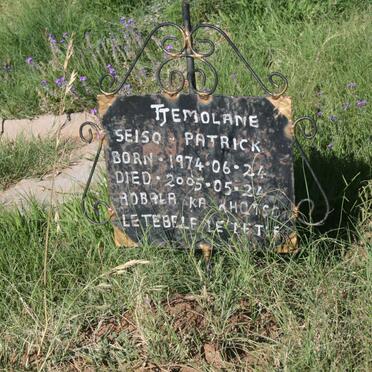 TJEMOLANE
SEISO PATRICK
BORN · 1974·06·24
DIED · 2005·05·24
ROBALA KA KHOTSO
LETEBELE LE LETLE